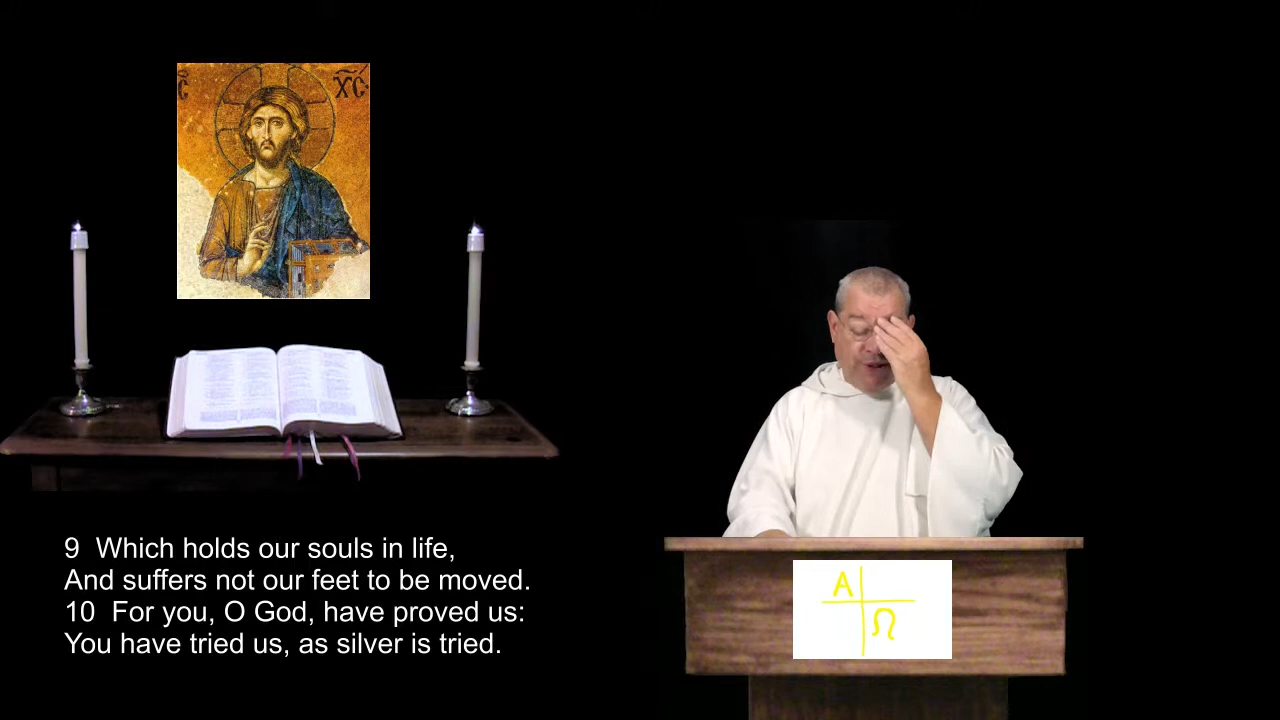 C̃ X̃C
9  Which holds our souls in life,
And suffers not our feet to be moved.
10  For you, O God, have proved us:
You have tried us, as silver is tried.
A
Ω